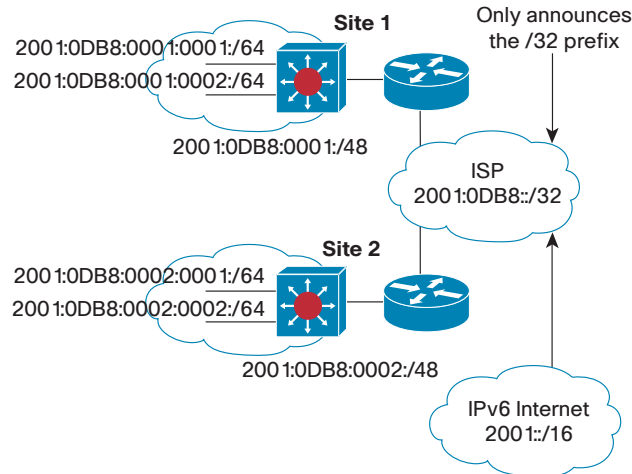 Site 1
Only announces
the /32 prefix
2001:0DB8:0001:0001:/64
2001:0DB8:0001:0002:/64
2001:0DB8:0001:/48
ISP
2001:0DB8::/32
Site 2
2001:0DB8:0002:0001:/64
2001:0DB8:0002:0002:/64
2001:0DB8:0002:/48
IPv6 Internet
2001::/16